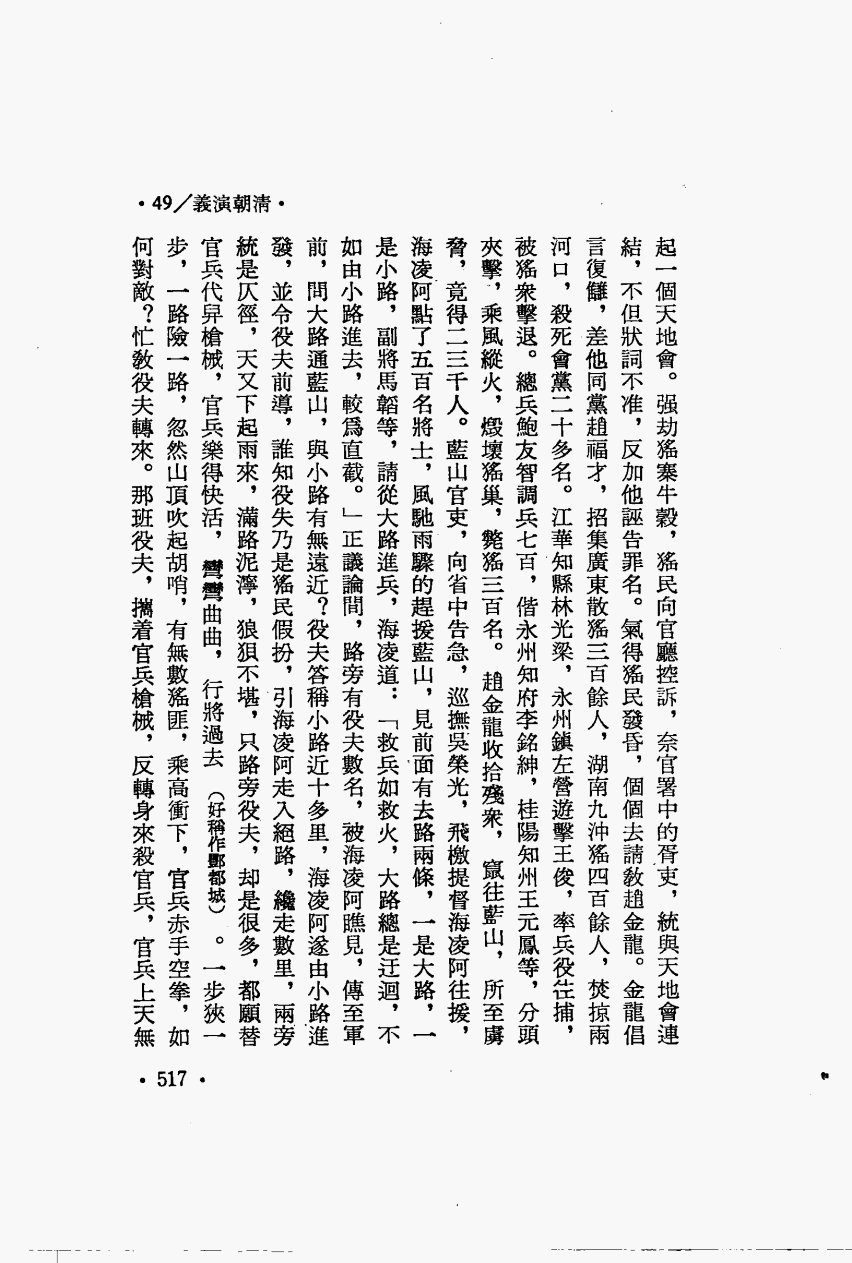 •49／義演朝清•
起一個天地會。强劫猺寨牛穀，猺民向官廳控訴，奈官署中的胥吏，統與天地會連
結，不但狀詞不准，反加他誣告罪名。氣得猺民發昏，個個去請敎趙金龍。金龍倡
言復讎，差他同黨趙福才，招集廣東散猺三百餘人，湖南九沖猺四百餘人，焚掠兩
河口，殺死會黨二十多名。江華知縣林光梁，永州鎮左營遊擊王俊，率兵役往捕，
被猺衆擊退。總兵鮑友智調兵七百，偕永州知府李銘紳，桂陽知州王元鳳等，分頭
夾擊，乘風縱火，燬壞猺巢，斃猺三百名。趙金龍收拾殘衆，竄往藍山，所至虜
脅，竟得二三千人。藍山官吏，向省中告急，巡撫吳榮光，飛檄提督海凌阿往援，
海凌阿點了五百名將士，風馳雨驟的趕援藍山，見前面有去路兩條，一是大路，一
是小路，副將馬韜等，請從大路進兵，海凌道：「救兵如救火，大路總是迂迴，不
如由小路進去，較爲直截。」正議論間，路旁有役夫數名，被海凌阿瞧見，傳至軍
前，問大路通藍山，與小路有無遠近？役夫答稱小路近十多里，海凌阿遂由小路進
發，並令役夫前導，誰知役失乃是猺民假扮，引海凌阿走入絕路，纔走數里，兩旁
統是仄徑，天又下起雨來，滿路泥濘，狼狽不堪，只路旁役夫，却是很多，都願替
官兵代舁槍械，官兵樂得快活，彎彎曲曲，行將過去（好稱作酆都城）。一步狹一
步，一路險一路，忽然山頂吹起胡哨，有無數猺匪，乘高衝下，官兵赤手空拳，如
何對敵？忙敎役夫轉來。那班役夫，攜着官兵槍械，反轉身來殺官兵，官兵上天無
•517•